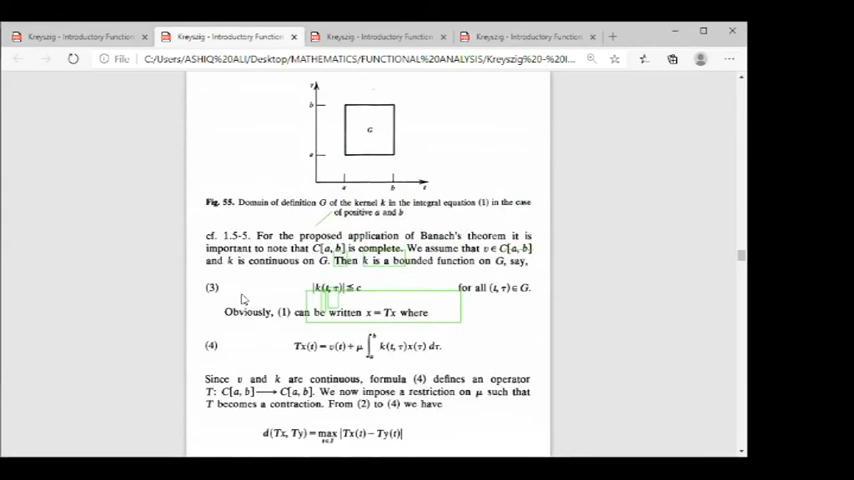 Kreyszig - Introductory Function
Kreyszig - Introductory Function
Kreyszig - Introductory Function
Kreyszig - Introductory Function
File
C:/Users/ASHIQ%20ALI/Desktop/MATHEMATICS/FUNCTIONAL%20ANALYSIS/Kreyszig%20-%20I...
τ
b
G
a
a b t
Fig. 55. Domain of definition G of the kernel k in the integral equation (1) in the case
of positive a and b
cf. 1.5-5. For the proposed application of Banach's theorem it is
important to note that C[a, b] is complete. We assume that v ∈ C[a, b]
and k is continuous on G. Then k is a bounded function on G, say,
(3) |k(t, τ)| ≦ c for all (t, τ) ∈ G.
Obviously, (1) can be written x = Tx where
(4) Tx(t) = v(t) + μ ∫_a^b k(t, τ)x(τ) dτ.
Since v and k are continuous, formula (4) defines an operator
T: C[a, b] ⟶ C[a, b]. We now impose a restriction on μ such that
T becomes a contraction. From (2) to (4) we have
d(Tx, Ty) = max_{t∈J} |Tx(t) − Ty(t)|